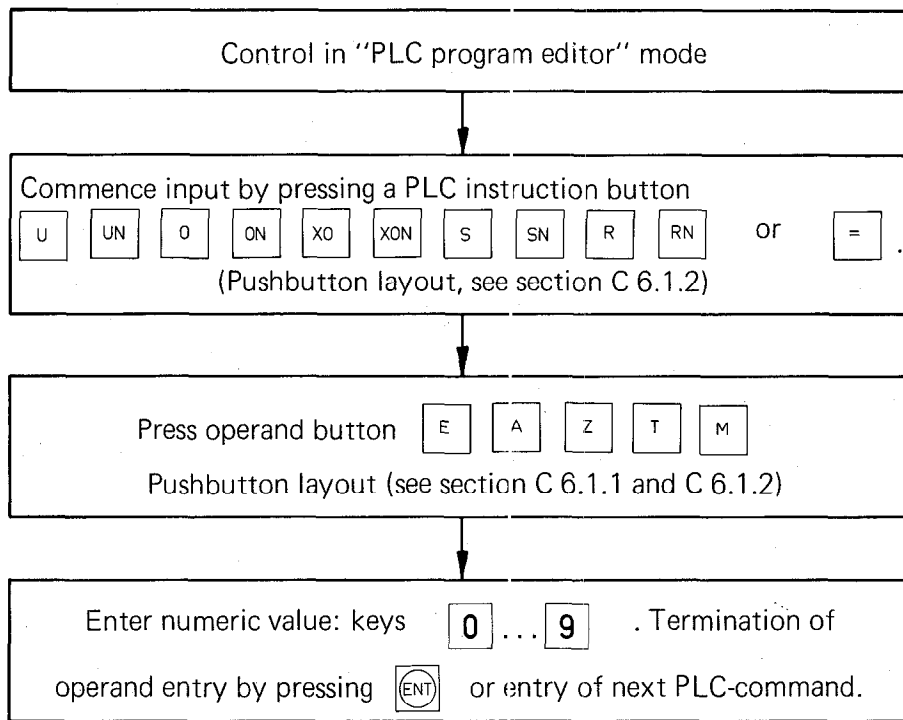 Control in "PLC program editor" mode
Commence input by pressing a PLC instruction button
U UN O ON XO XON S SN R RN or = .
(Pushbutton layout, see section C 6.1.2)
Press operand button E A Z T M
Pushbutton layout (see section C 6.1.1 and C 6.1.2)
Enter numeric value: keys 0 ... 9 . Termination of
operand entry by pressing ENT or entry of next PLC-command.